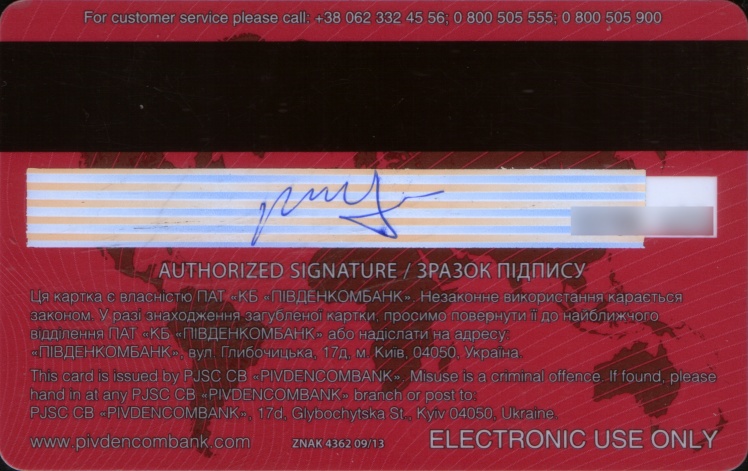 For customer service please call; +38 062 332 45 56; 0 800 505 555; 0 800 505 900
AUTHORIZED SIGNATURE / ЗРАЗОК ПІДПИСУ
Ця картка є власністю ПАТ «КБ «ПІВДЕНКОМБАНК». Незаконне використання карається
законом. У разі знаходження загубленої картки, просимо повернути її до найближчого
відділення ПАТ «КБ «ПІВДЕНКОМБАНК» або надіслати на адресу:
«ПІВДЕНКОМБАНК», вул. Глибочицька, 17д, м. Київ, 04050, Україна.
This card is issued by PJSC CB «PIVDENCOMBANK». Misuse is a criminal offence. If found, please
hand in at any PJSC CB «PIVDENCOMBANK» branch or post to:
PJSC CB «PIVDENCOMBANK», 17d, Glybochytska St., Kyiv 04050, Ukraine.
www.pivdencombank.com ZNAK 4362 09/13 ELECTRONIC USE ONLY